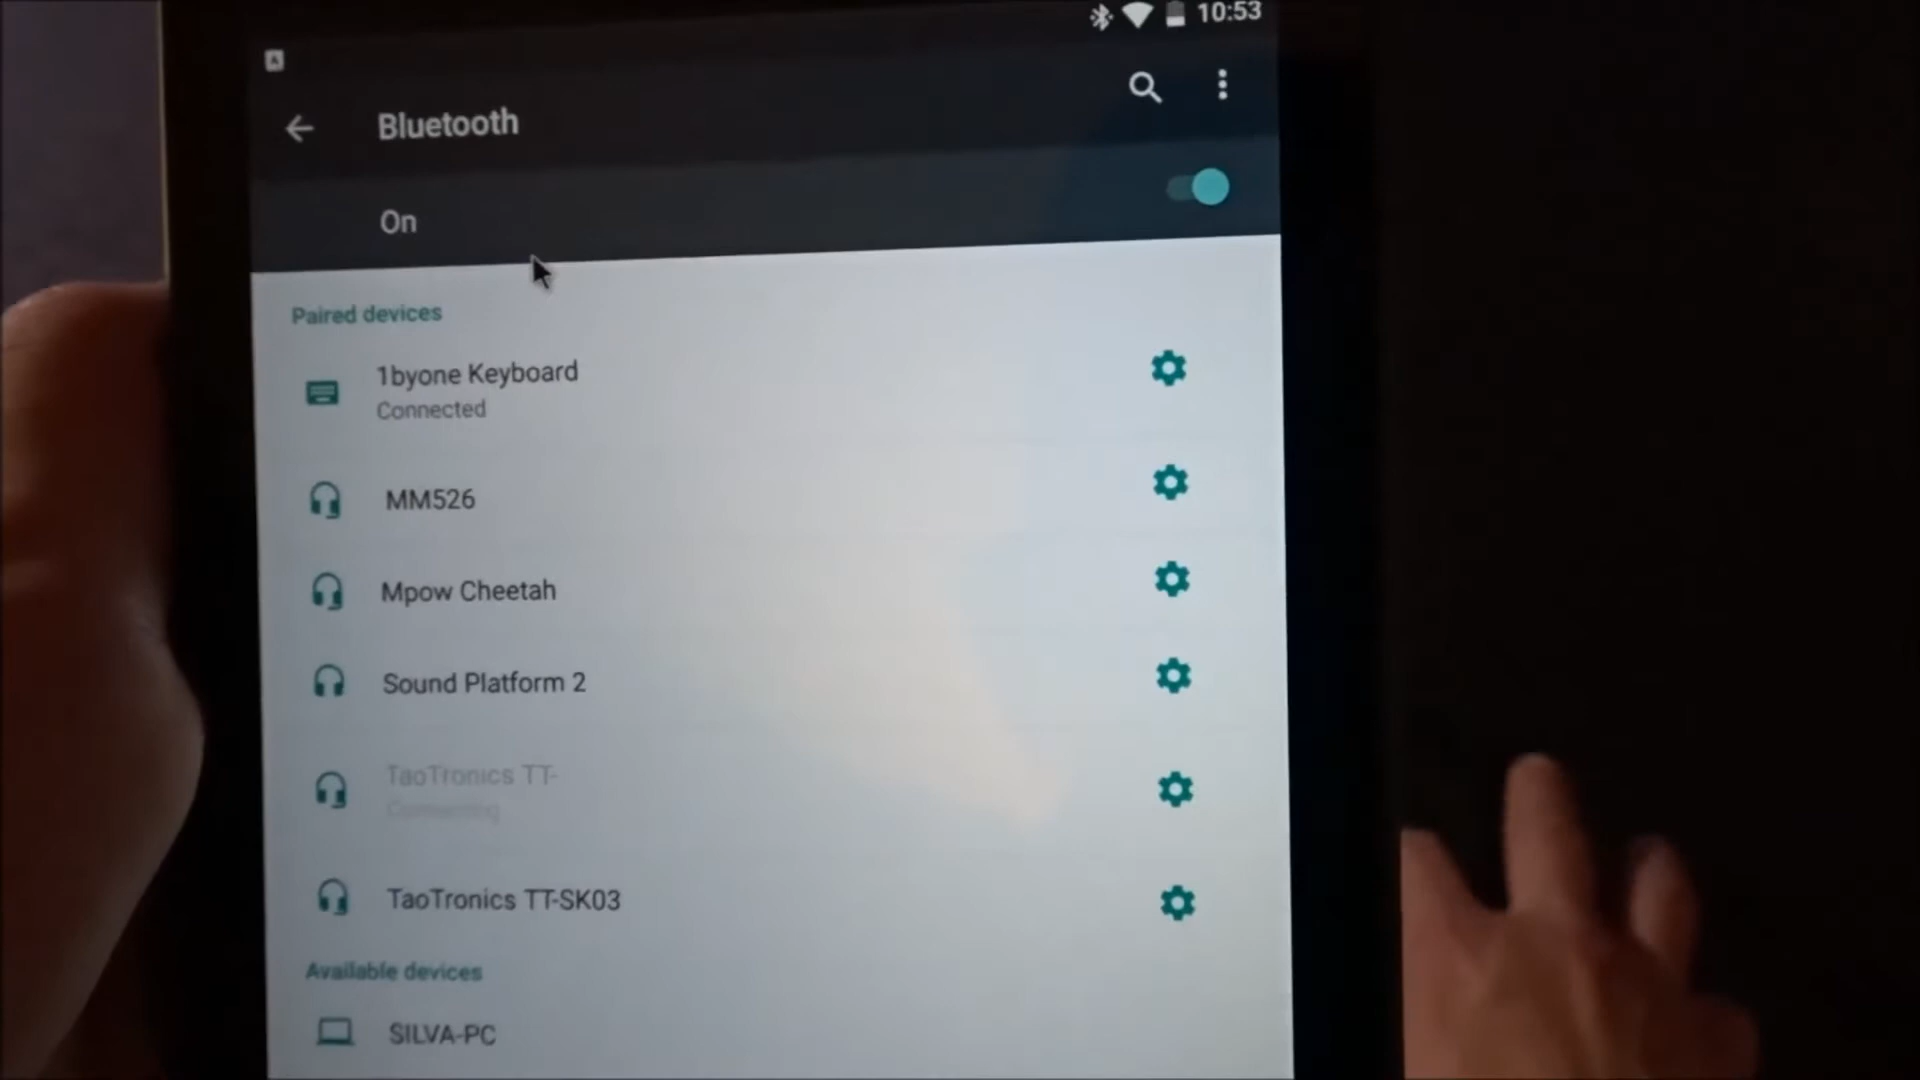 10:53
A
Bluetooth
On
Paired devices
1byone Keyboard
Connected
MM526
Mpow Cheetah
Sound Platform 2
TaoTronics TT-
Connecting
TaoTronics TT-SK03
Available devices
SILVA-PC